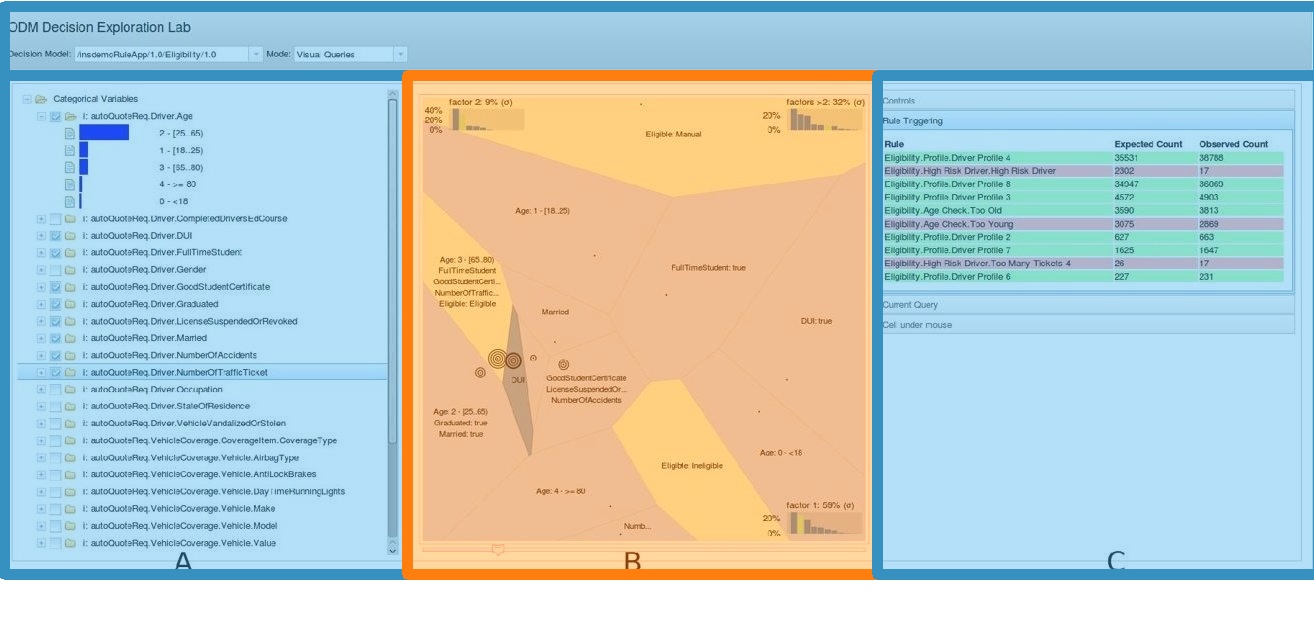 ODM Decision Exploration Lab
Decision Model: /insdemoRuleApp/1.0/Eligibility/1.0 Mode: Visual Queries
Categorical Variables
i: autoQuoteReq.Driver.Age
2 - [25..65)
1 - [18..25)
3 - [65..80)
4 - >= 80
0 - <18
i: autoQuoteReq.Driver.CompletedDriversEdCourse
i: autoQuoteReq.Driver.DUI
i: autoQuoteReq.Driver.FullTimeStudent
i: autoQuoteReq.Driver.Gender
i: autoQuoteReq.Driver.GoodStudentCertificate
i: autoQuoteReq.Driver.Graduated
i: autoQuoteReq.Driver.LicenseSuspendedOrRevoked
i: autoQuoteReq.Driver.Married
i: autoQuoteReq.Driver.NumberOfAccidents
i: autoQuoteReq.Driver.NumberOfTrafficTicket
i: autoQuoteReq.Driver.Occupation
i: autoQuoteReq.Driver.StateOfResidence
i: autoQuoteReq.Driver.VehicleVandalizedOrStolen
i: autoQuoteReq.VehicleCoverage.CoverageItem.CoverageType
i: autoQuoteReq.VehicleCoverage.Vehicle.AirbagType
i: autoQuoteReq.VehicleCoverage.Vehicle.AntiLockBrakes
i: autoQuoteReq.VehicleCoverage.Vehicle.DayTimeRunningLights
i: autoQuoteReq.VehicleCoverage.Vehicle.Make
i: autoQuoteReq.VehicleCoverage.Vehicle.Model
i: autoQuoteReq.VehicleCoverage.Vehicle.Value
A
factor 2: 9% (σ)
40%
20%
0%
factors >2: 32% (σ)
20%
0%
Eligible: Manual
Age: 1 - [18..25)
Age: 3 - [65..80)
FullTimeStudent
GoodStudentCerti...
NumberOfTraffic...
Eligible: Eligible
FullTimeStudent: true
Married
DUI: true
DUI
GoodStudentCertificate
LicenseSuspendedOr...
NumberOfAccidents
Age: 2 - [25..65)
Graduated: true
Married: true
Age: 0 - <18
Eligible: Ineligible
Age: 4 - >= 80
factor 1: 59% (σ)
20%
0%
Numb...
B
Controls
Rule Triggering
Rule Expected Count Observed Count
Eligibility.Profile.Driver Profile 4 35531 38788
Eligibility.High Risk Driver.High Risk Driver 2302 17
Eligibility.Profile.Driver Profile 8 34947 36069
Eligibility.Profile.Driver Profile 3 4572 4903
Eligibility.Age Check.Too Old 3590 3813
Eligibility.Age Check.Too Young 3075 2869
Eligibility.Profile.Driver Profile 2 627 663
Eligibility.Profile.Driver Profile 7 1625 1647
Eligibility.High Risk Driver.Too Many Tickets 4 26 17
Eligibility.Profile.Driver Profile 6 227 231
Current Query
Cell under mouse
C